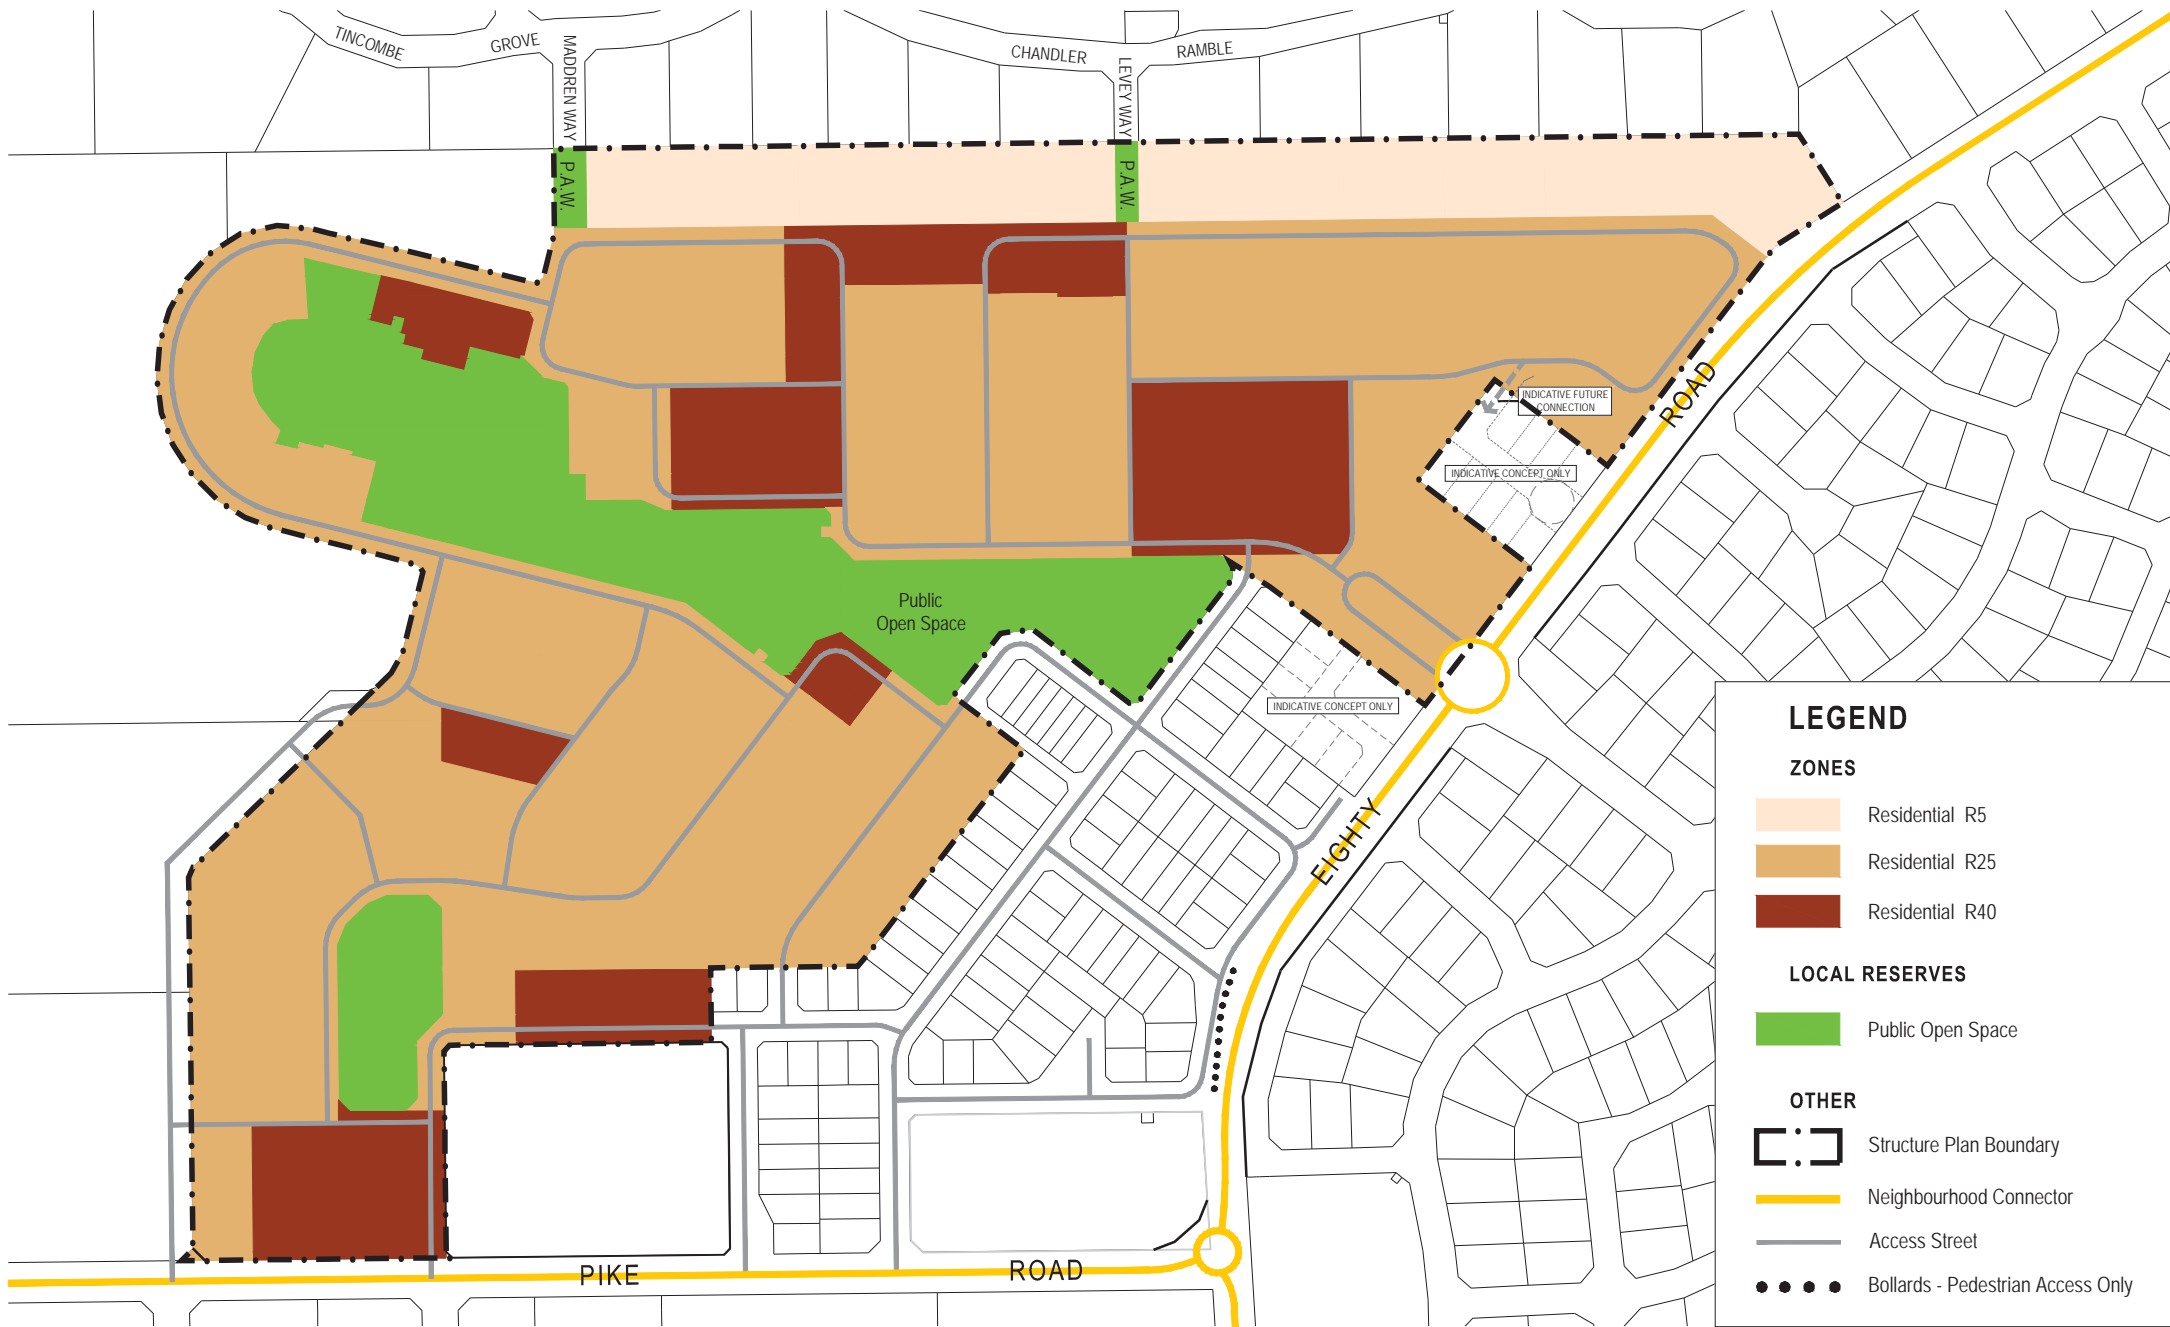 TINCOMBE
GROVE
MADDREN WAY
CHANDLER
RAMBLE
LEVEY WAY
P.A.W.
P.A.W.
INDICATIVE FUTURE
CONNECTION
ROAD
INDICATIVE CONCEPT ONLY
Public
Open Space
INDICATIVE CONCEPT ONLY
EIGHTY
PIKE
ROAD
LEGEND
ZONES
Residential R5
Residential R25
Residential R40
LOCAL RESERVES
Public Open Space
OTHER
Structure Plan Boundary
Neighbourhood Connector
Access Street
Bollards - Pedestrian Access Only